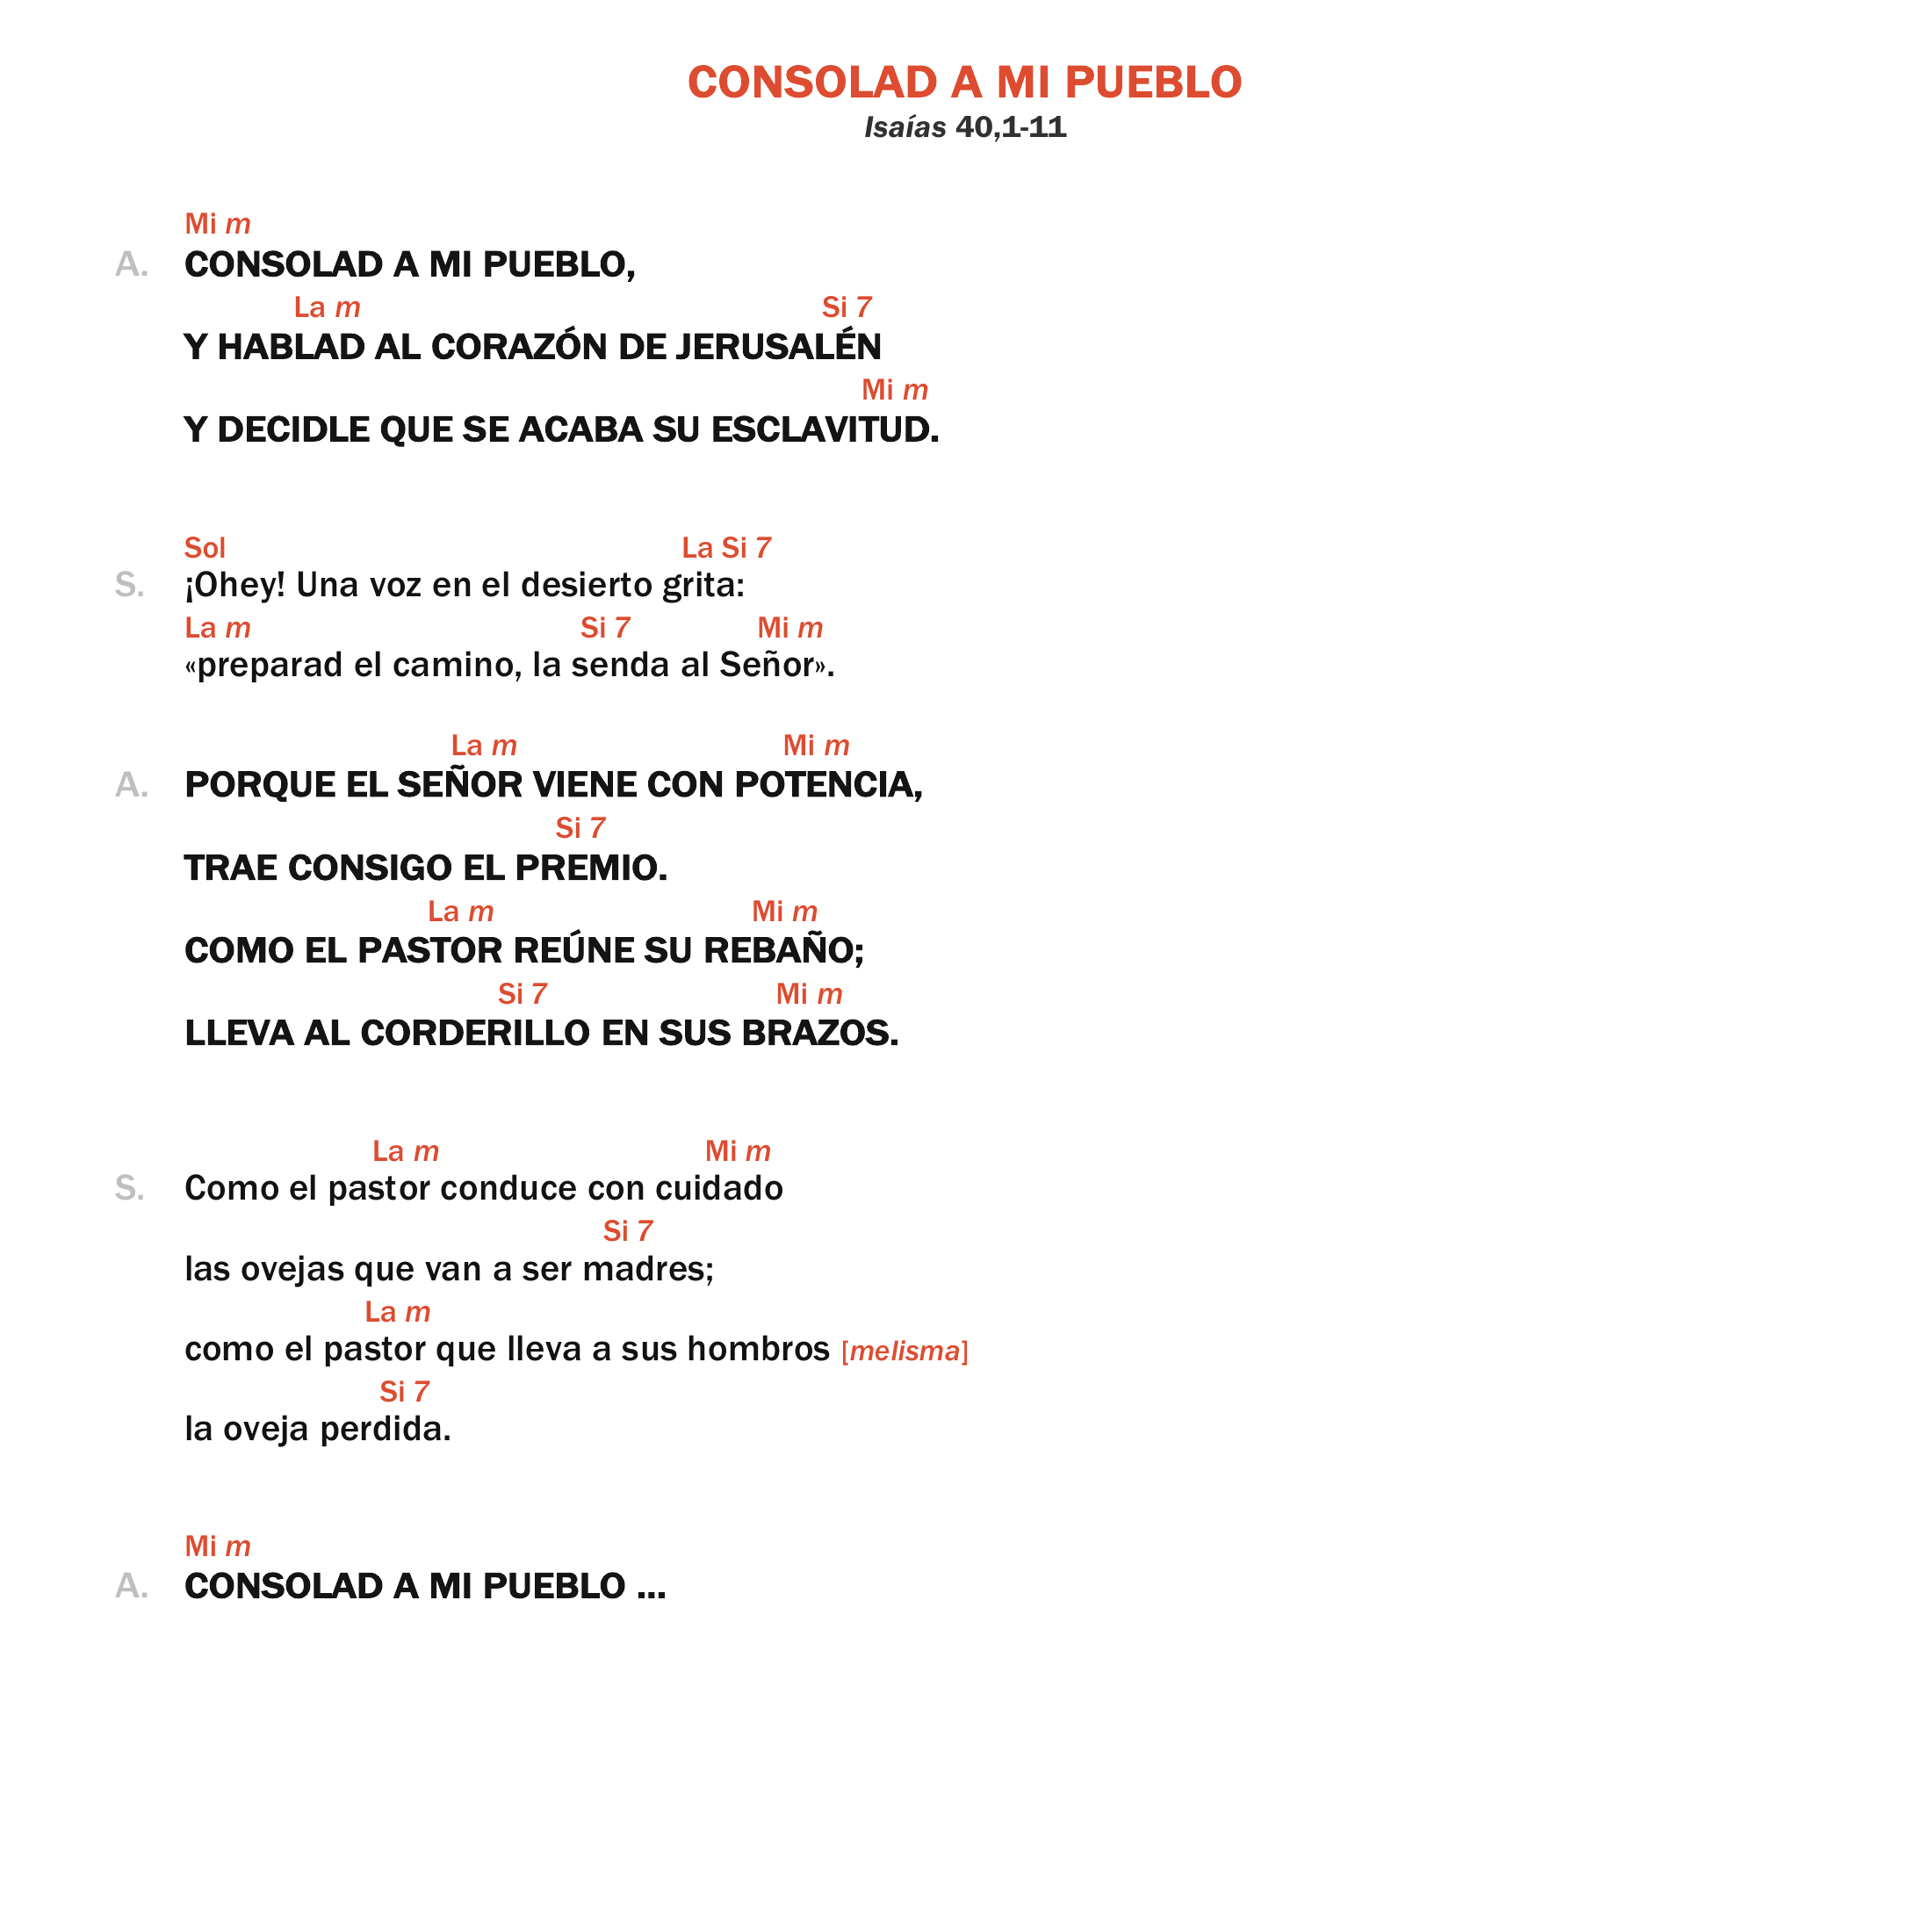 CONSOLAD A MI PUEBLO
Isaías 40,1-11
Mi m
A. CONSOLAD A MI PUEBLO,
La m Si 7
Y HABLAD AL CORAZÓN DE JERUSALÉN
Mi m
Y DECIDLE QUE SE ACABA SU ESCLAVITUD.
Sol La Si 7
S. ¡Ohey! Una voz en el desierto grita:
La m Si 7 Mi m
«preparad el camino, la senda al Señor».
La m Mi m
A. PORQUE EL SEÑOR VIENE CON POTENCIA,
Si 7
TRAE CONSIGO EL PREMIO.
La m Mi m
COMO EL PASTOR REÚNE SU REBAÑO;
Si 7 Mi m
LLEVA AL CORDERILLO EN SUS BRAZOS.
La m Mi m
S. Como el pastor conduce con cuidado
Si 7
las ovejas que van a ser madres;
La m
como el pastor que lleva a sus hombros [melisma]
Si 7
la oveja perdida.
Mi m
A. CONSOLAD A MI PUEBLO ...